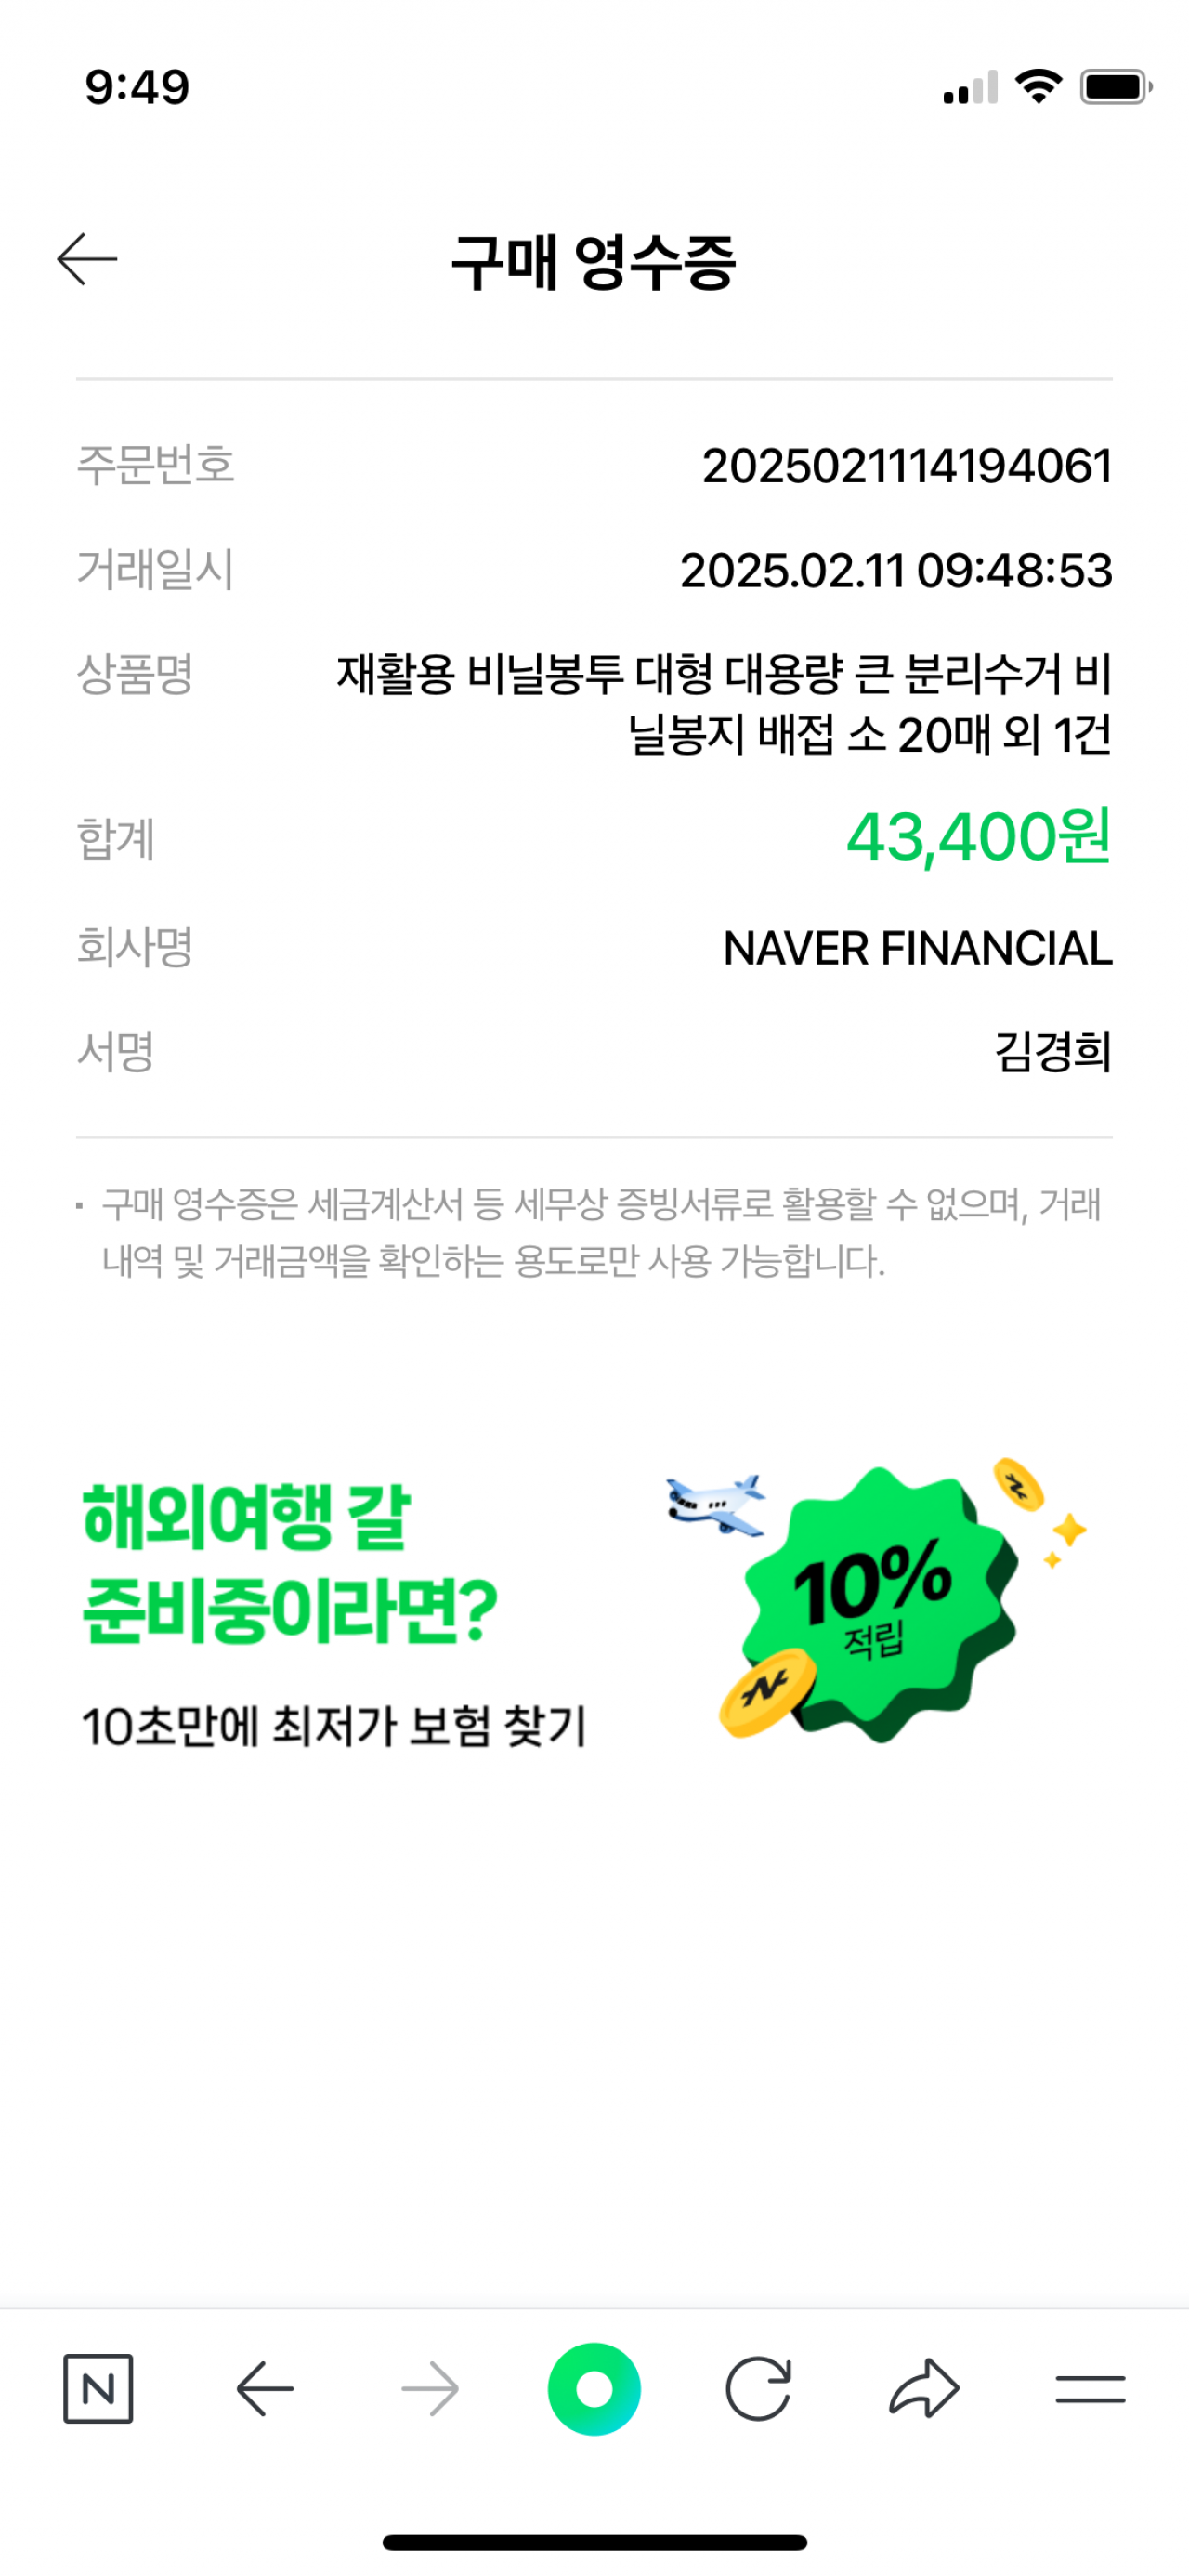 9:49
구매 영수증
주문번호 2025021114194061
거래일시 2025.02.11 09:48:53
상품명 재활용 비닐봉투 대형 대용량 큰 분리수거 비
닐봉지 배접 소 20매 외 1건
합계 43,400원
회사명 NAVER FINANCIAL
서명 김경희
· 구매 영수증은 세금계산서 등 세무상 증빙서류로 활용할 수 없으며, 거래
내역 및 거래금액을 확인하는 용도로만 사용 가능합니다.
해외여행 갈
준비중이라면?
10초만에 최저가 보험 찾기
10%
적립
N